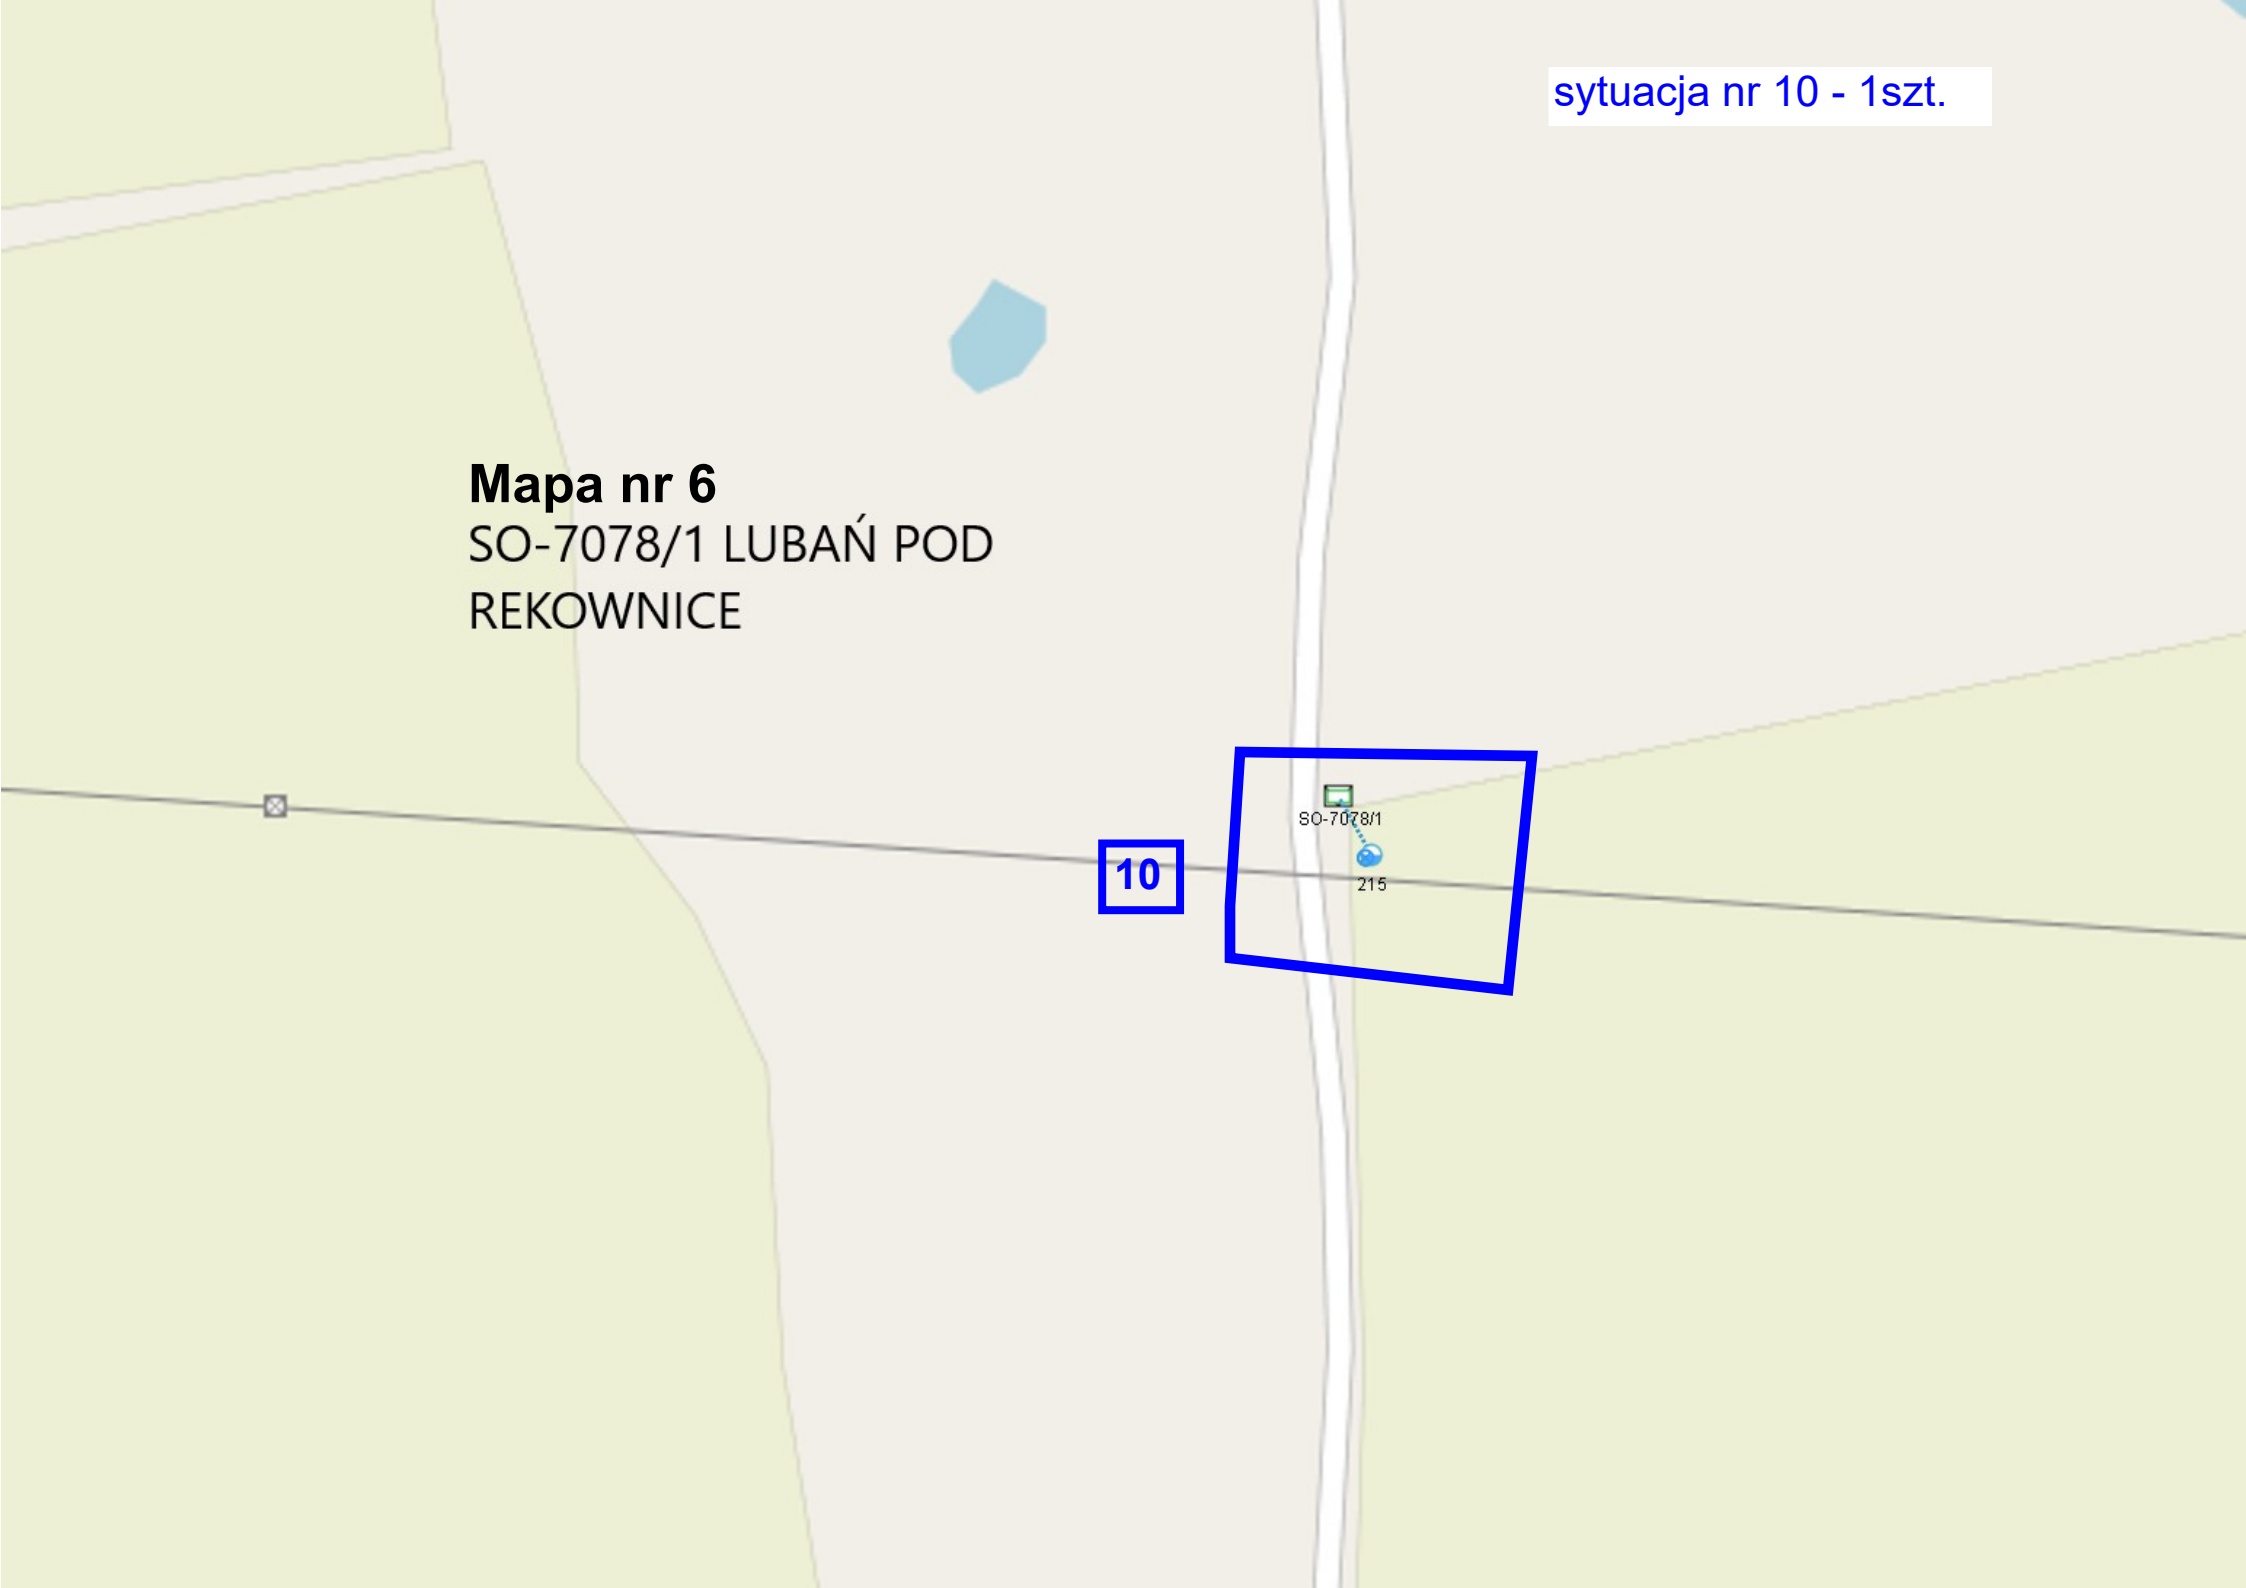 sytuacja nr 10 - 1szt.
Mapa nr 6
SO-7078/1 LUBAŃ POD
REKOWNICE
SO-7078/1
10
215